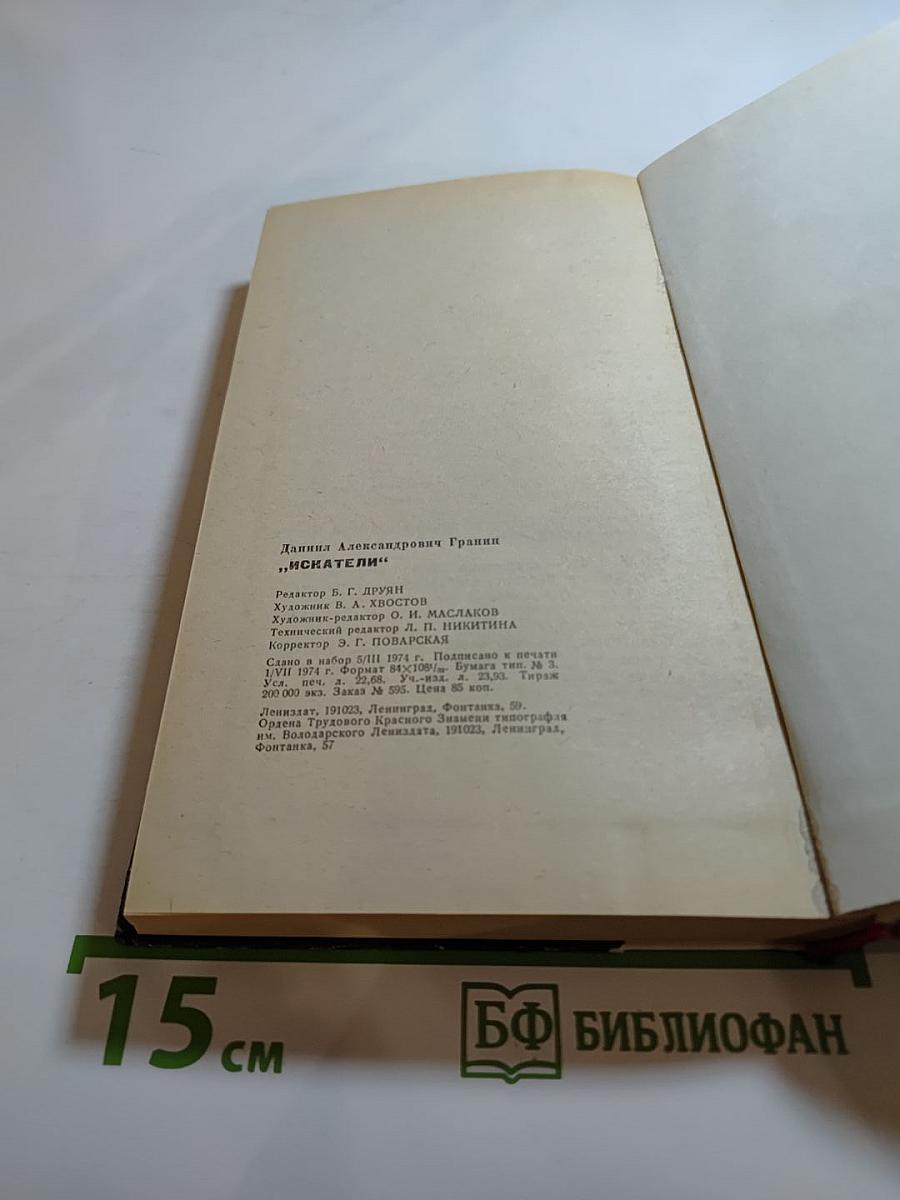 Даниил Александрович Гранин
„ИСКАТЕЛИ“
Редактор Б. Г. ДРУЯН
Художник В. А. ХВОСТОВ
Художник-редактор О. И. МАСЛАКОВ
Технический редактор Л. П. НИКИТИНА
Корректор Э. Г. ПОВАРСКАЯ
Сдано в набор 5/III 1974 г. Подписано к печати
1/VII 1974 г. Формат 84×108¹/₃₂. Бумага тип. № 3.
Усл. печ. л. 22,68. Уч.-изд. л. 23,93. Тираж
200 000 экз. Заказ № 595. Цена 85 коп.
Лениздат, 191023, Ленинград, Фонтанка, 59.
Ордена Трудового Красного Знамени типография
им. Володарского Лениздата, 191023, Ленинград,
Фонтанка, 57
15 см
БФ БИБЛИОФАН